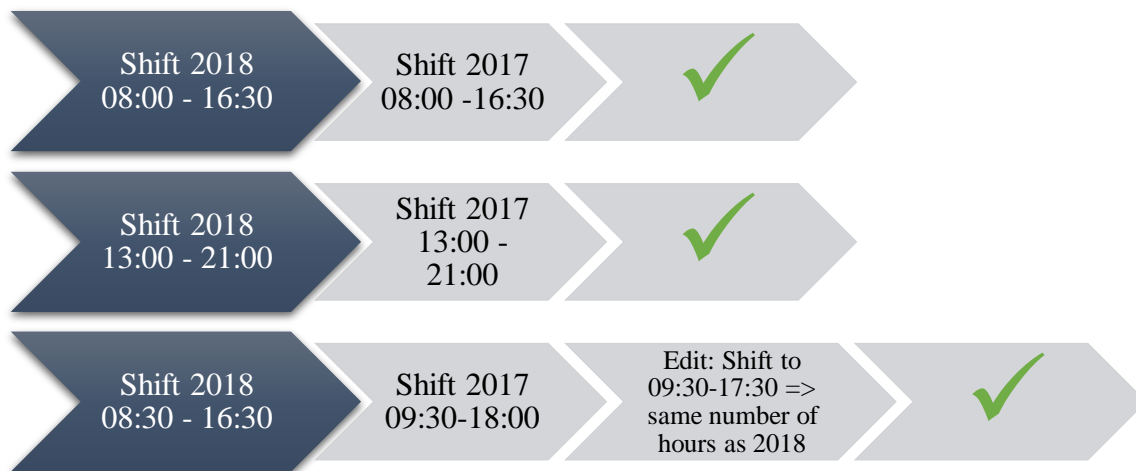 Shift 2018
08:00 - 16:30
Shift 2017
08:00 -16:30
Shift 2018
13:00 - 21:00
Shift 2017
13:00 -
21:00
Shift 2018
08:30 - 16:30
Shift 2017
09:30-18:00
Edit: Shift to
09:30-17:30 =>
same number of
hours as 2018